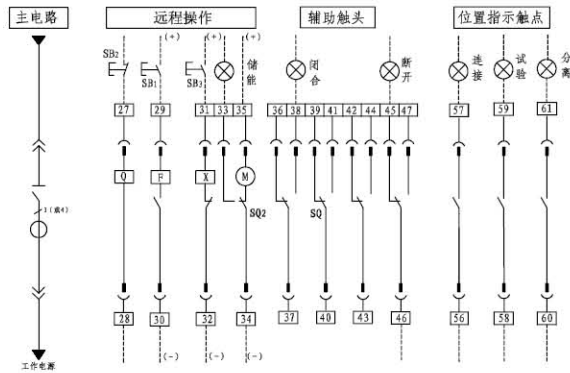 主电路
远程操作
辅助触头
位置指示触点
(+) (+) (+)
SB2
SB1
SB3
储能
闭合
断开
连接
试验
分离
27 29 31 33 35 36 38 39 41 42 44 45 47 57 59 61
Q F X M
3(或4)
SQ2
SQ
28 30 32 34 37 40 43 46 56 58 60
(-) (-) (-)
工作电源